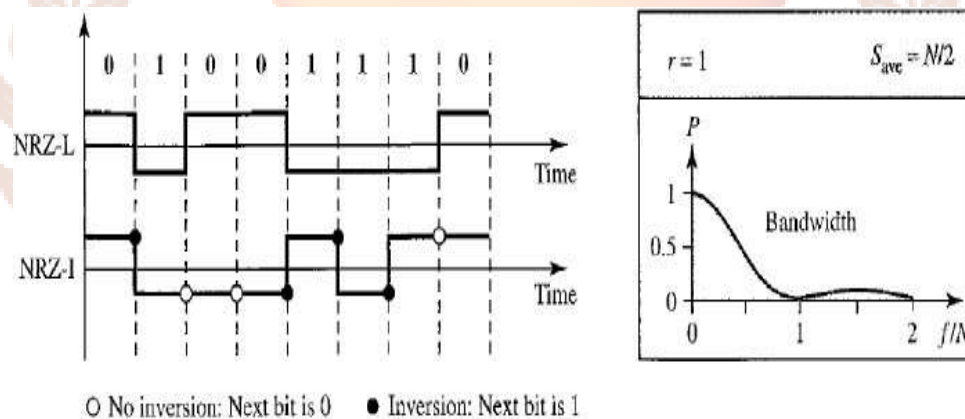 0 1 0 0 1 1 1 0
NRZ-L
Time
NRZ-I
Time
○ No inversion: Next bit is 0 ● Inversion: Next bit is 1
r = 1 S_ave = N/2
P
1
Bandwidth
0.5
0
0 1 2 f/N